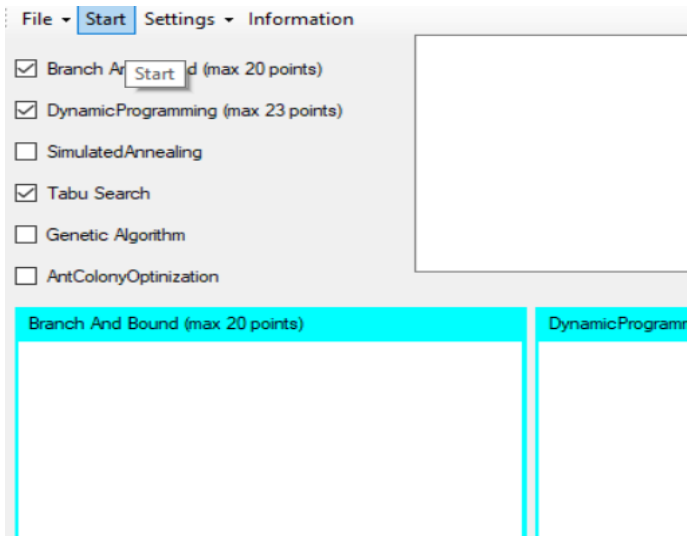 File Start Settings Information
Branch An d (max 20 points)
Start
DynamicProgramming (max 23 points)
SimulatedAnnealing
Tabu Search
Genetic Algorithm
AntColonyOptinization
Branch And Bound (max 20 points) DynamicProgramm